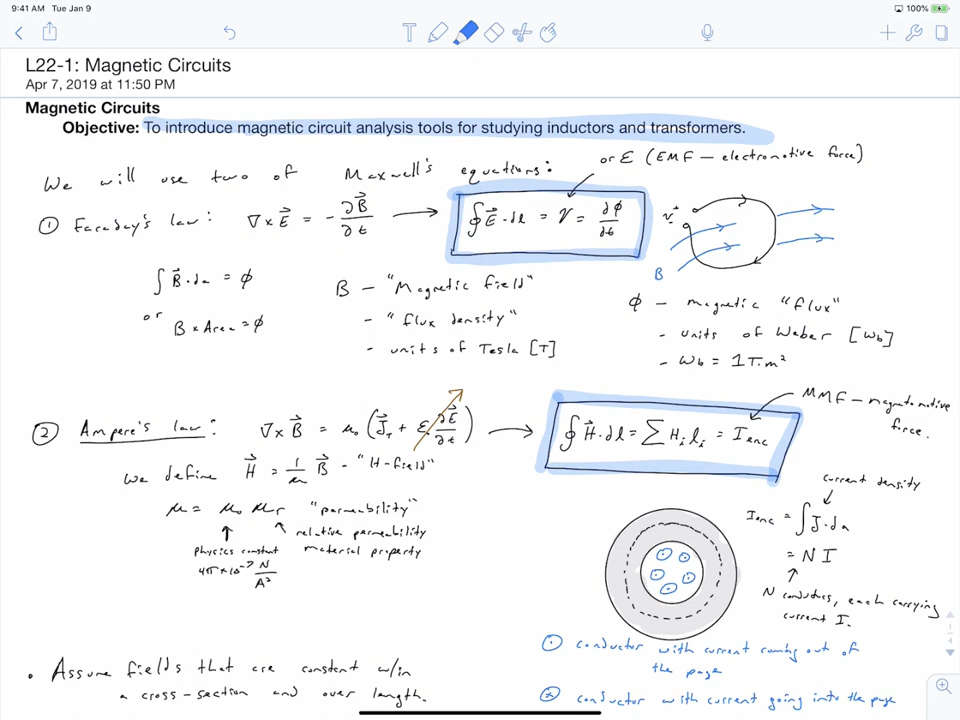 9:41 AM Tue Jan 9
100%
L22-1: Magnetic Circuits
Apr 7, 2019 at 11:50 PM
Magnetic Circuits
Objective: To introduce magnetic circuit analysis tools for studying inductors and transformers.
We will use two of Maxwell's equations:
or ε (EMF – electromotive force)
① Faraday's law: ∇ × E⃗ = - ∂B⃗/∂t → ∮ E⃗ · dl = V = ∂ϕ/∂t
v⃗
B
∫ B⃗ · da = ϕ
or
B × Area = ϕ
B – "Magnetic field"
- "flux density"
- units of Tesla [T]
ϕ – magnetic "flux"
- units of Weber [Wb]
- Wb = 1 T·m²
MMF – magnetomotive force.
② Ampere's law: ∇ × B⃗ = μ₀ (J⃗ₜ + ε ∂E⃗/∂t) → ∮ H⃗ · dl = ∑ Hᵢ lᵢ = I enc
We define H⃗ = 1/μ B⃗ - "H-field"
μ = μ₀ μr "permeability"
relative permeability
material property
physics constant
4π×10⁻⁷ N/A²
current density
I enc = ∫ J⃗ · da
= N I
N conductors, each carrying
current I.
⊙ conductor with current coming out of
the page
⊗ conductor with current going into the page
• Assume fields that are constant w/in
a cross-section and over length.